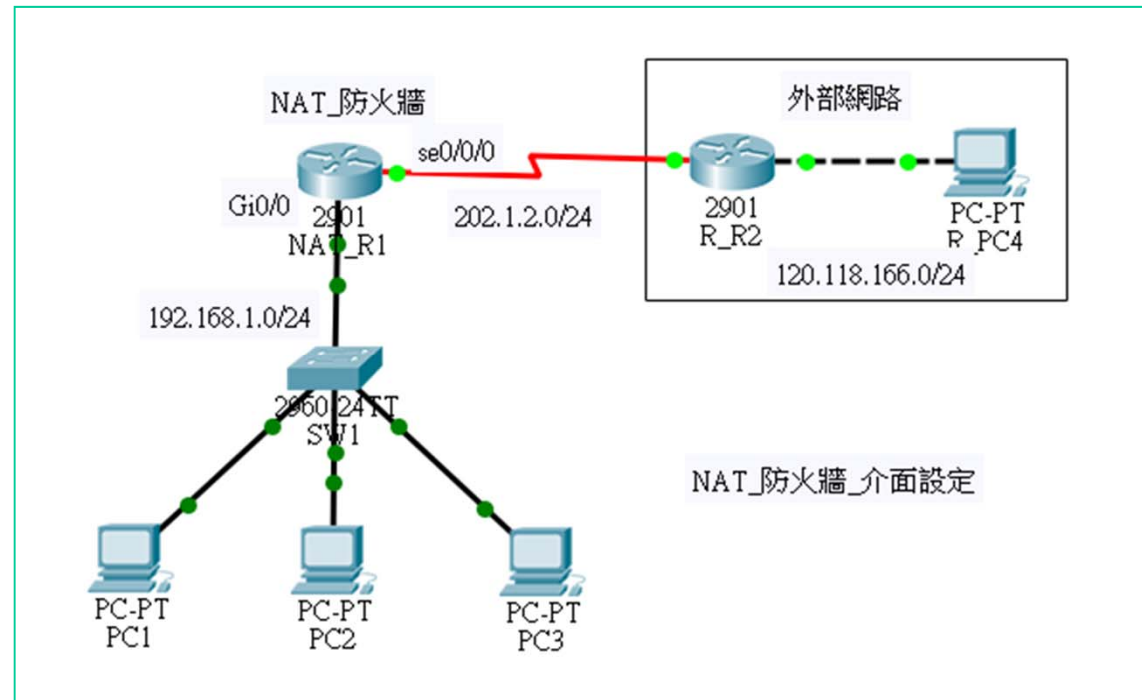 NAT_防火牆
外部網路
se0/0/0
Gi0/0
2901
NAT_R1
202.1.2.0/24
2901
R_R2
PC-PT
R_PC4
120.118.166.0/24
192.168.1.0/24
2960-24TT
SW1
NAT_防火牆_介面設定
PC-PT
PC1
PC-PT
PC2
PC-PT
PC3